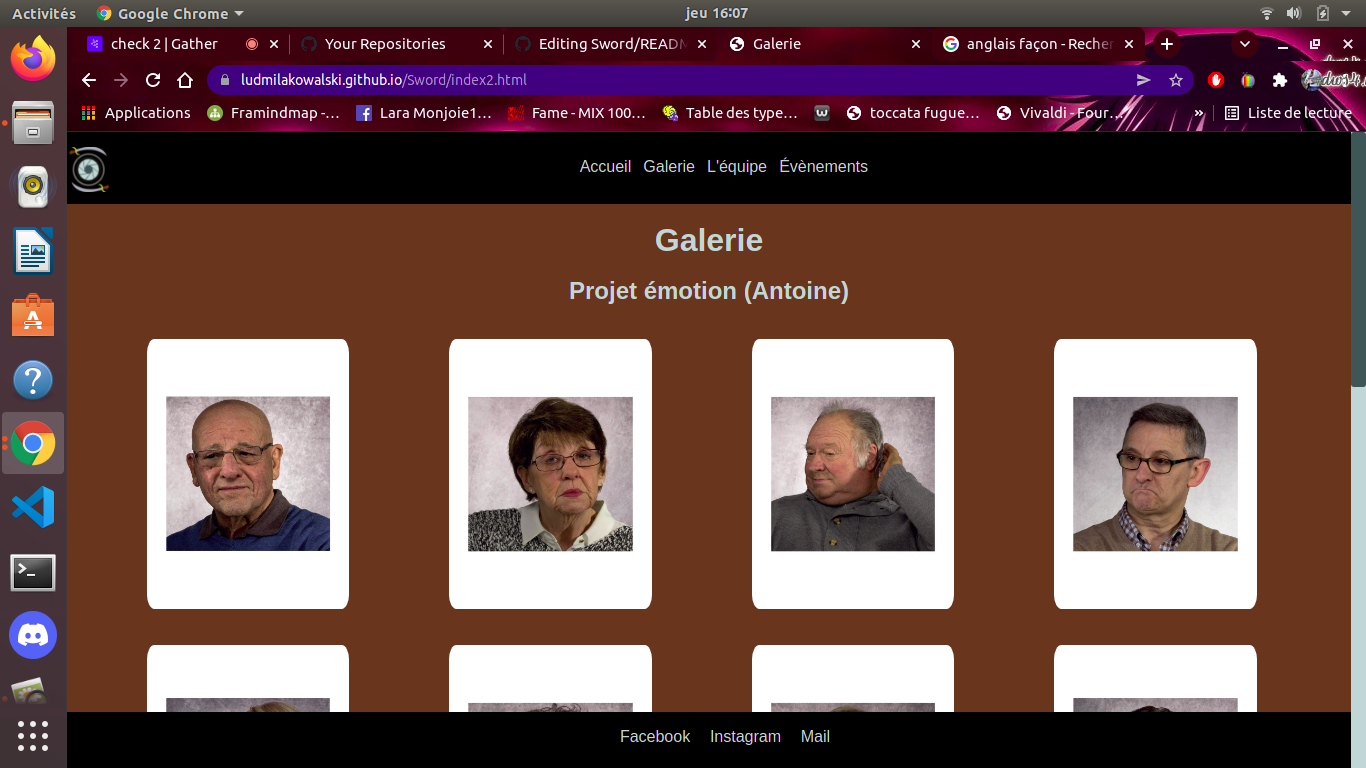 Activités Google Chrome jeu 16:07
check 2 | Gather Your Repositories Editing Sword/READM Galerie anglais façon - Recher
ludmilakowalski.github.io/Sword/index2.html
Applications Framindmap -... Lara Monjoie1... Fame - MIX 100... Table des type... toccata fugue... Vivaldi - Four... » Liste de lecture
Accueil Galerie L'équipe Évènements
Galerie
Projet émotion (Antoine)
Facebook Instagram Mail